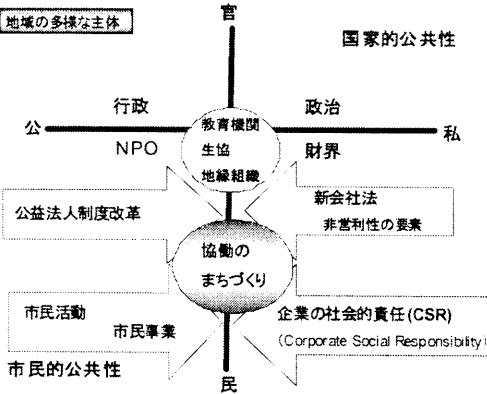 地域の多様な主体
官
国家的公共性
行政
政治
公
私
NPO
財界
教育機関
生協
地縁組織
公益法人制度改革
新会社法
非営利性の要素
協働の
まちづくり
市民活動
市民事業
企業の社会的責任(CSR)
(Corporate Social Responsibility)
市民的公共性
民